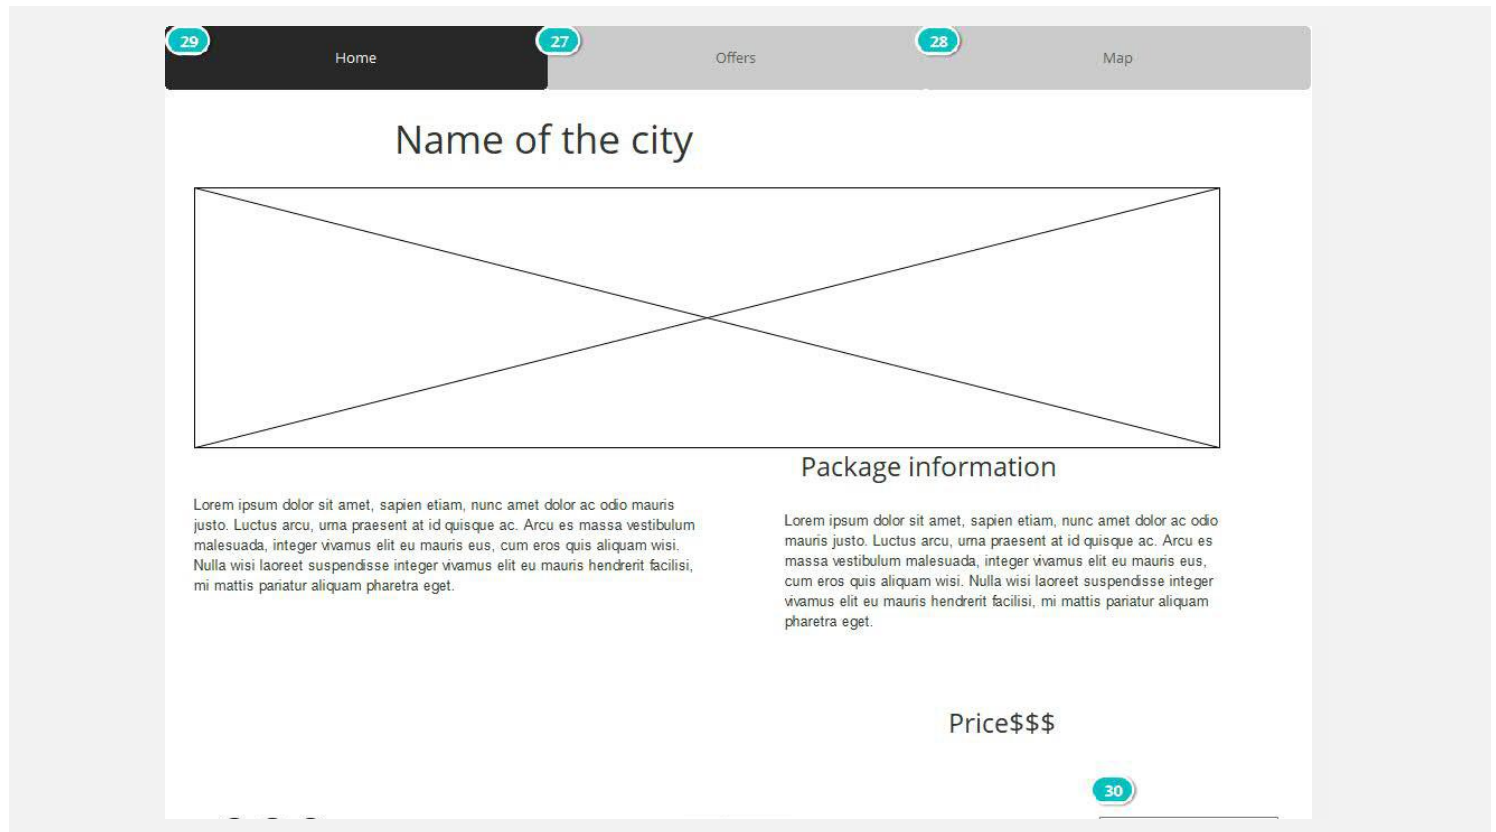 29
Home
27
Offers
28
Map
Name of the city
Package information
Lorem ipsum dolor sit amet, sapien etiam, nunc amet dolor ac odio mauris
justo. Luctus arcu, urna praesent at id quisque ac. Arcu es massa vestibulum
malesuada, integer vivamus elit eu mauris eus, cum eros quis aliquam wisi.
Nulla wisi laoreet suspendisse integer vivamus elit eu mauris hendrerit facilisi,
mi mattis pariatur aliquam pharetra eget.
Lorem ipsum dolor sit amet, sapien etiam, nunc amet dolor ac odio
mauris justo. Luctus arcu, urna praesent at id quisque ac. Arcu es
massa vestibulum malesuada, integer vivamus elit eu mauris eus,
cum eros quis aliquam wisi. Nulla wisi laoreet suspendisse integer
vivamus elit eu mauris hendrerit facilisi, mi mattis pariatur aliquam
pharetra eget.
Price$$$
30